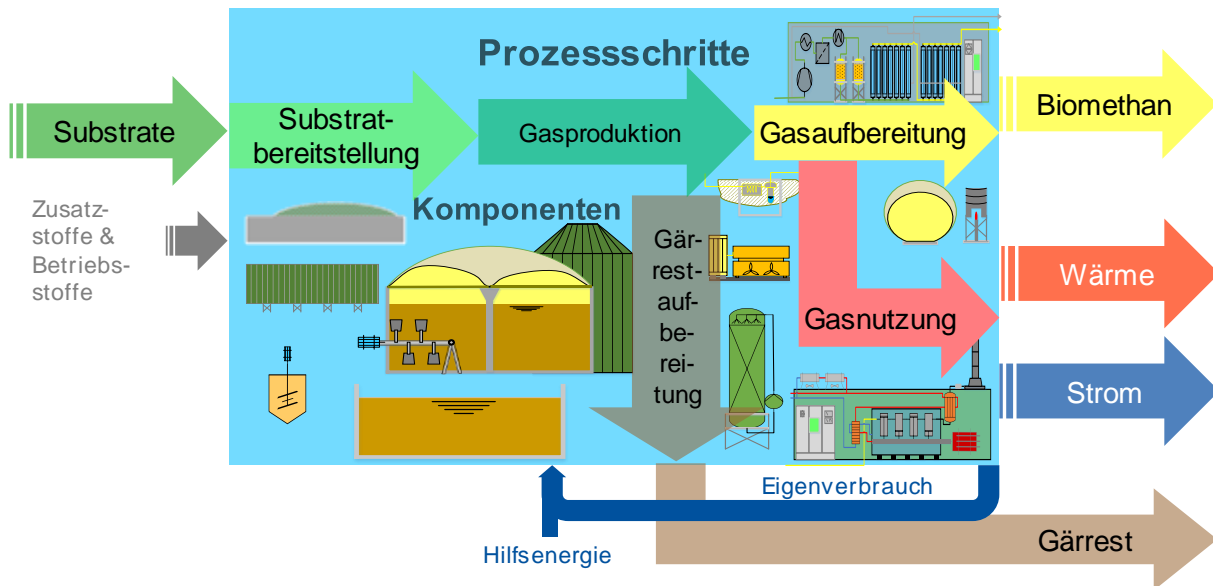 Prozessschritte
Substrate
Substrat-
bereitstellung
Gasproduktion
Gasaufbereitung
Biomethan
Zusatz-
stoffe &
Betriebs-
stoffe
Komponenten
Gär-
rest-
auf-
be-
rei-
tung
Gasnutzung
Wärme
Strom
Eigenverbrauch
Hilfsenergie
Gärrest